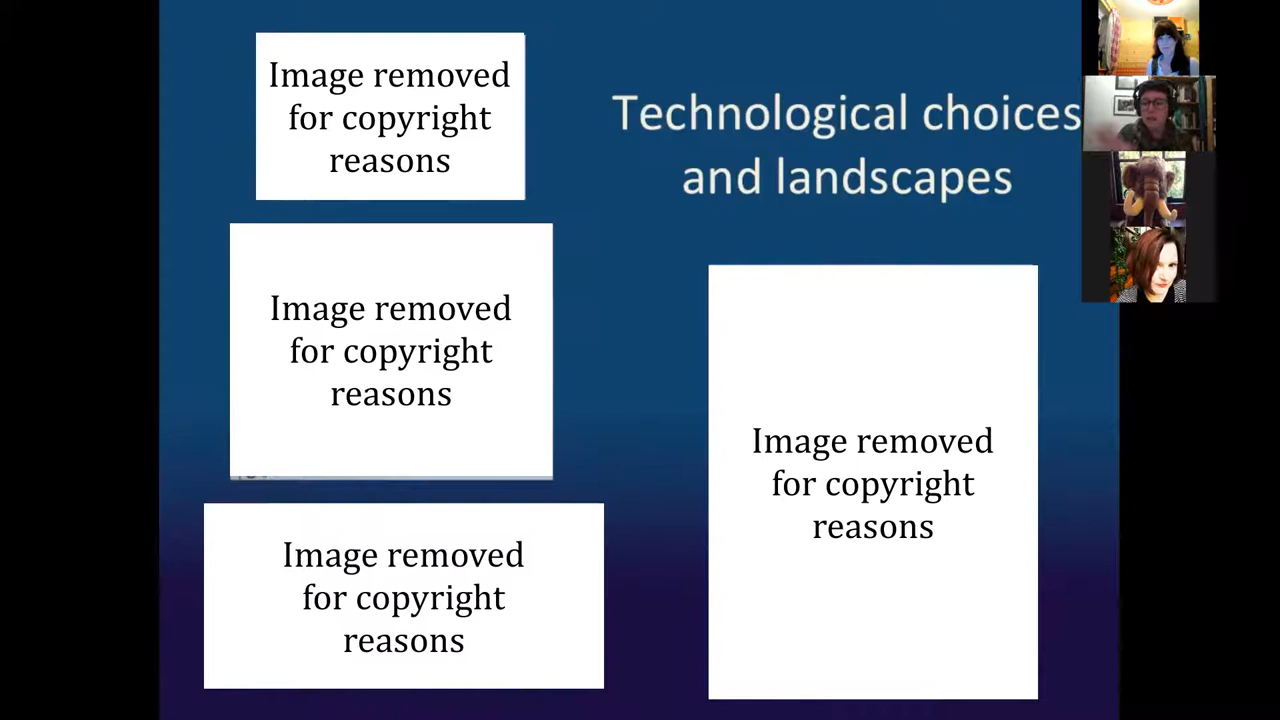 Image removed
for copyright
reasons
Technological choices
and landscapes
Image removed
for copyright
reasons
Image removed
for copyright
reasons
Image removed
for copyright
reasons